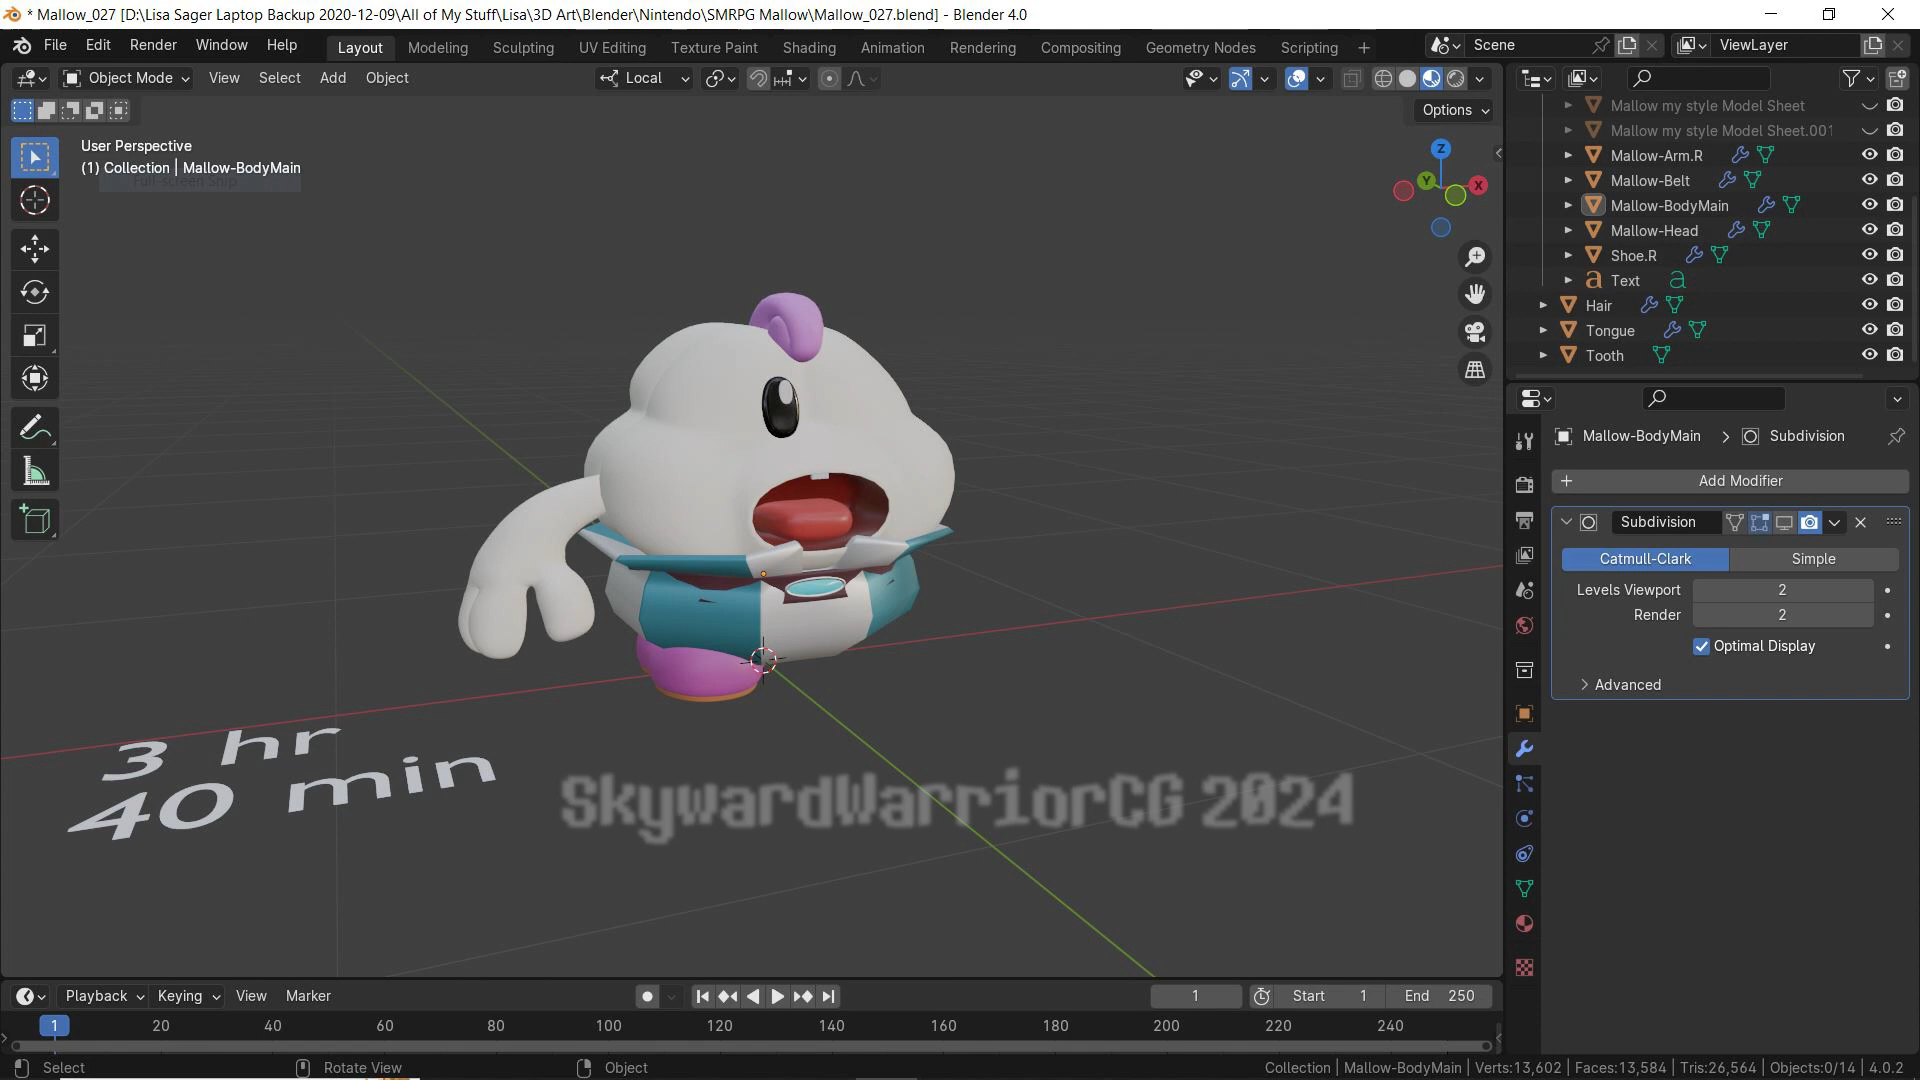 * Mallow_027 [D:\Lisa Sager Laptop Backup 2020-12-09\All of My Stuff\Lisa\3D Art\Blender\Nintendo\SMRPG Mallow\Mallow_027.blend] - Blender 4.0
File Edit Render Window Help Layout Modeling Sculpting UV Editing Texture Paint Shading Animation Rendering Compositing Geometry Nodes Scripting + Scene ViewLayer
Object Mode View Select Add Object Local
Options
User Perspective
(1) Collection | Mallow-BodyMain
Full-screen Snip
Z
Y
X
Mallow my style Model Sheet
Mallow my style Model Sheet.001
Mallow-Arm.R
Mallow-Belt
Mallow-BodyMain
Mallow-Head
Shoe.R
a Text a
Hair
Tongue
Tooth
Mallow-BodyMain > Subdivision
+ Add Modifier
Subdivision
Catmull-Clark Simple
Levels Viewport 2
Render 2
Optimal Display
> Advanced
3 hr
40 min
SkywardWarriorCG 2024
Playback Keying View Marker 1 Start 1 End 250
1 20 40 60 80 100 120 140 160 180 200 220 240
Select Rotate View Object Collection | Mallow-BodyMain | Verts:13,602 | Faces:13,584 | Tris:26,564 | Objects:0/14 | 4.0.2